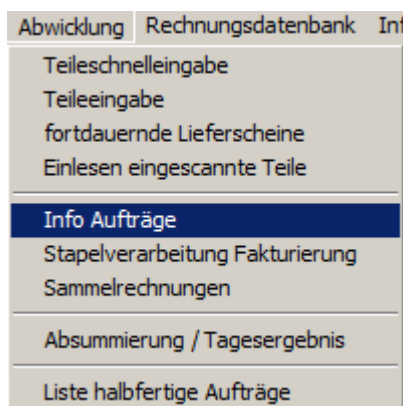 Abwicklung Rechnungsdatenbank Inf
Teileschnelleingabe
Teileeingabe
fortdauernde Lieferscheine
Einlesen eingescannte Teile
Info Aufträge
Stapelverarbeitung Fakturierung
Sammelrechnungen
Absummierung / Tagesergebnis
Liste halbfertige Aufträge